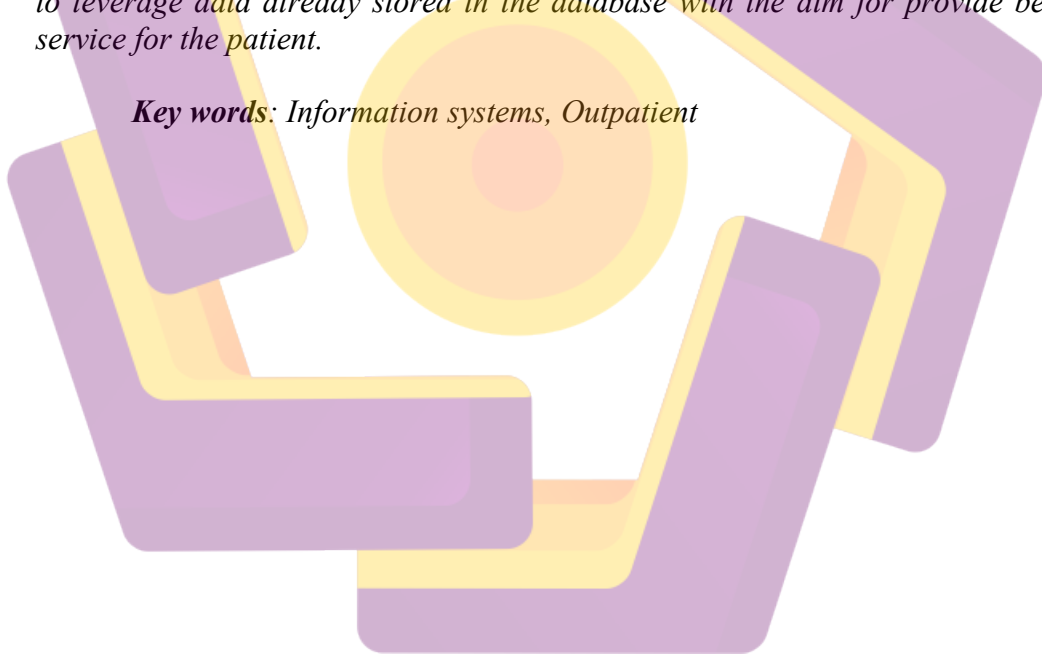 to leverage data already stored in the database with the aim for provide be
service for the patient.
Key words: Information systems, Outpatient